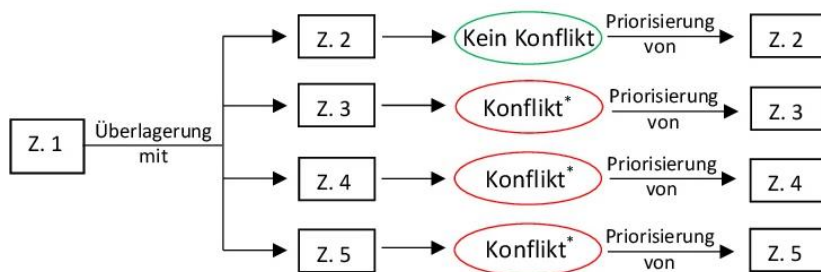 Z. 2
Kein Konflikt
Priorisierung
von
Z. 2
Z. 3
Konflikt*
Priorisierung
von
Z. 3
Z. 1
Überlagerung
mit
Z. 4
Konflikt*
Priorisierung
von
Z. 4
Z. 5
Konflikt*
Priorisierung
von
Z. 5